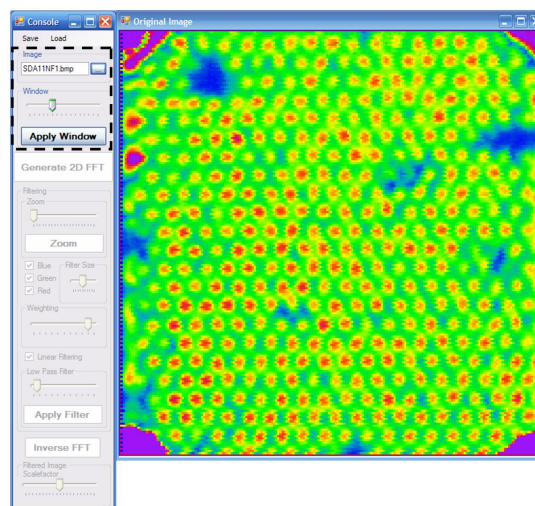 Console
Original Image
Save Load
Image
SDA11NF1.bmp
Window
Apply Window
Generate 2D FFT
Filtering
Zoom
Zoom
Blue
Filter Size
Green
Red
Weighting
Linear Filtering
Low Pass Filter
Apply Filter
Inverse FFT
Filtered Image
Scalefactor